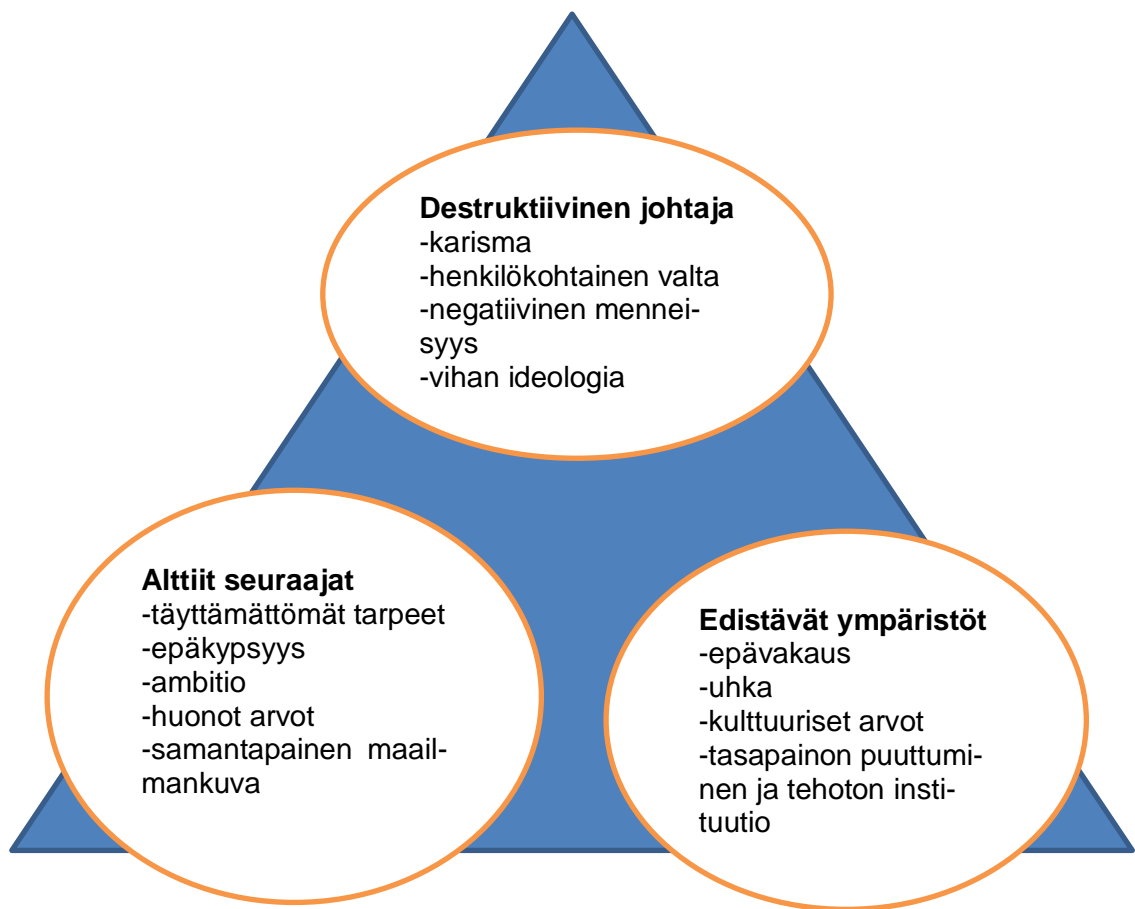 Destruktiivinen johtaja
-karisma
-henkilökohtainen valta
-negatiivinen mennei-
syys
-vihan ideologia
Alttiit seuraajat
-täyttämättömät tarpeet
-epäkypsyys
-ambitio
-huonot arvot
-samantapainen maail-
mankuva
Edistävät ympäristöt
-epävakaus
-uhka
-kulttuuriset arvot
-tasapainon puuttumi-
nen ja tehoton insti-
tuutio